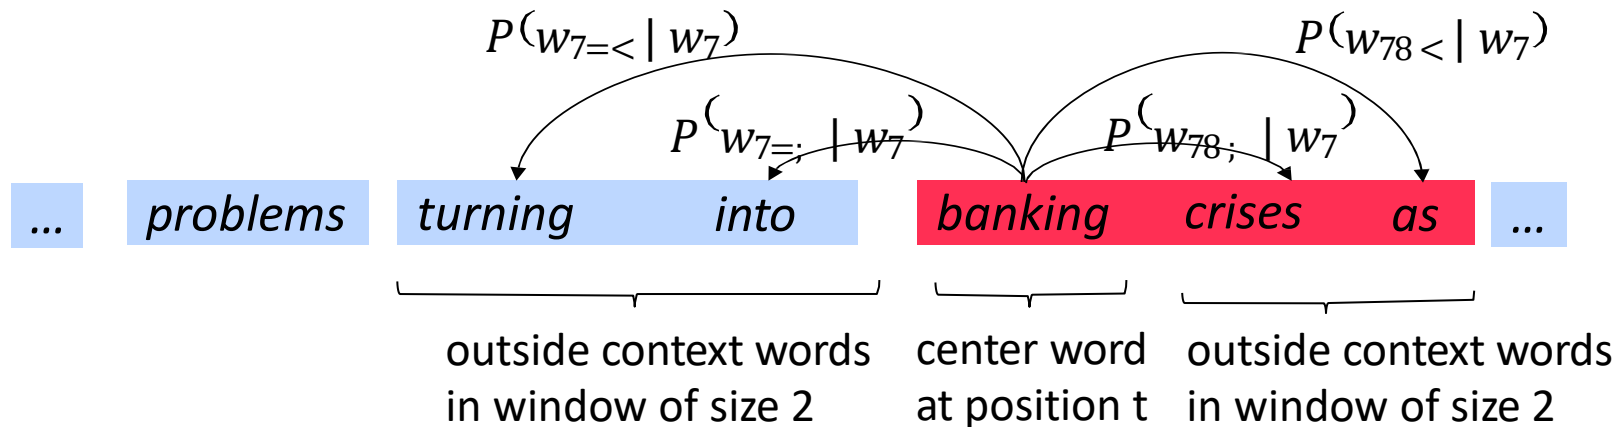 P(w7=< | w7) P(w78< | w7)
P(w7=; | w7) P(w78; | w7)
... problems turning into banking crises as ...
outside context words center word outside context words
in window of size 2 at position t in window of size 2